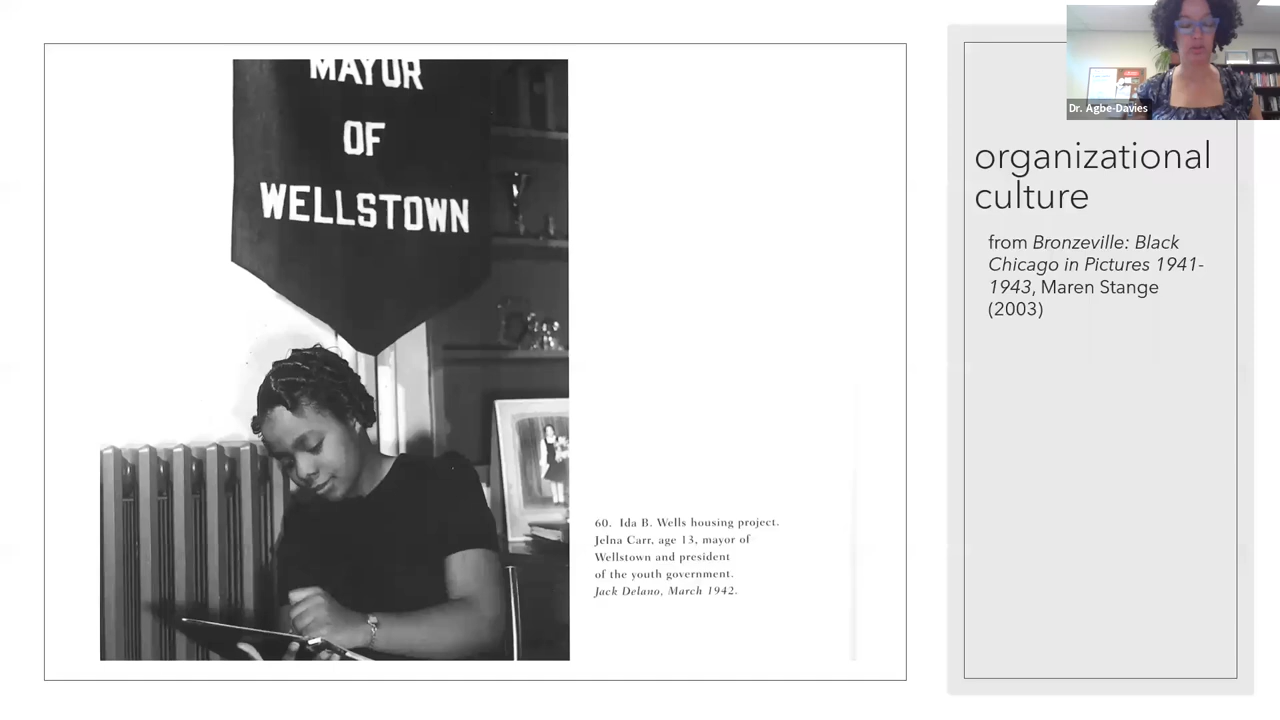 MAYOR
OF
WELLSTOWN
60. Ida B. Wells housing project.
Jelna Carr, age 13, mayor of
Wellstown and president
of the youth government.
Jack Delano, March 1942.
Dr. Agbe-Davies
organizational
culture
from Bronzeville: Black
Chicago in Pictures 1941-
1943, Maren Stange
(2003)